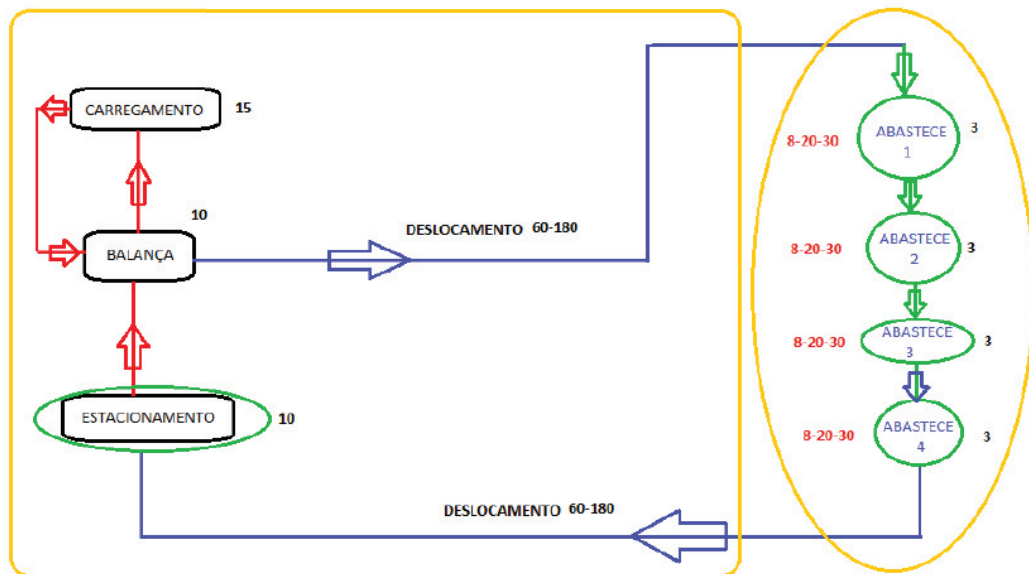 CARREGAMENTO
15
ABASTECE
1
3
8-20-30
10
BALANÇA
DESLOCAMENTO 60-180
ABASTECE
2
3
8-20-30
ABASTECE
3
3
8-20-30
ESTACIONAMENTO
10
ABASTECE
4
3
8-20-30
DESLOCAMENTO 60-180